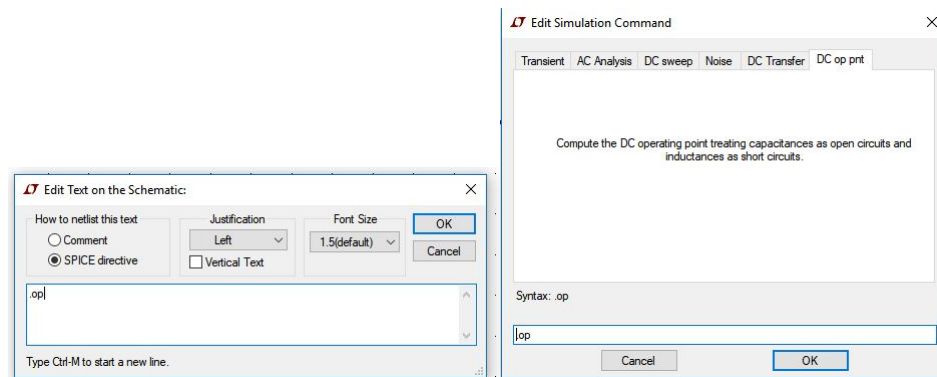 Edit Text on the Schematic:
How to netlist this text
Comment
SPICE directive
Justification
Left
Vertical Text
Font Size
1.5(default)
OK
Cancel
.op
Type Ctrl-M to start a new line.
Edit Simulation Command
Transient AC Analysis DC sweep Noise DC Transfer DC op pnt
Compute the DC operating point treating capacitances as open circuits and
inductances as short circuits.
Syntax: .op
.op
Cancel OK